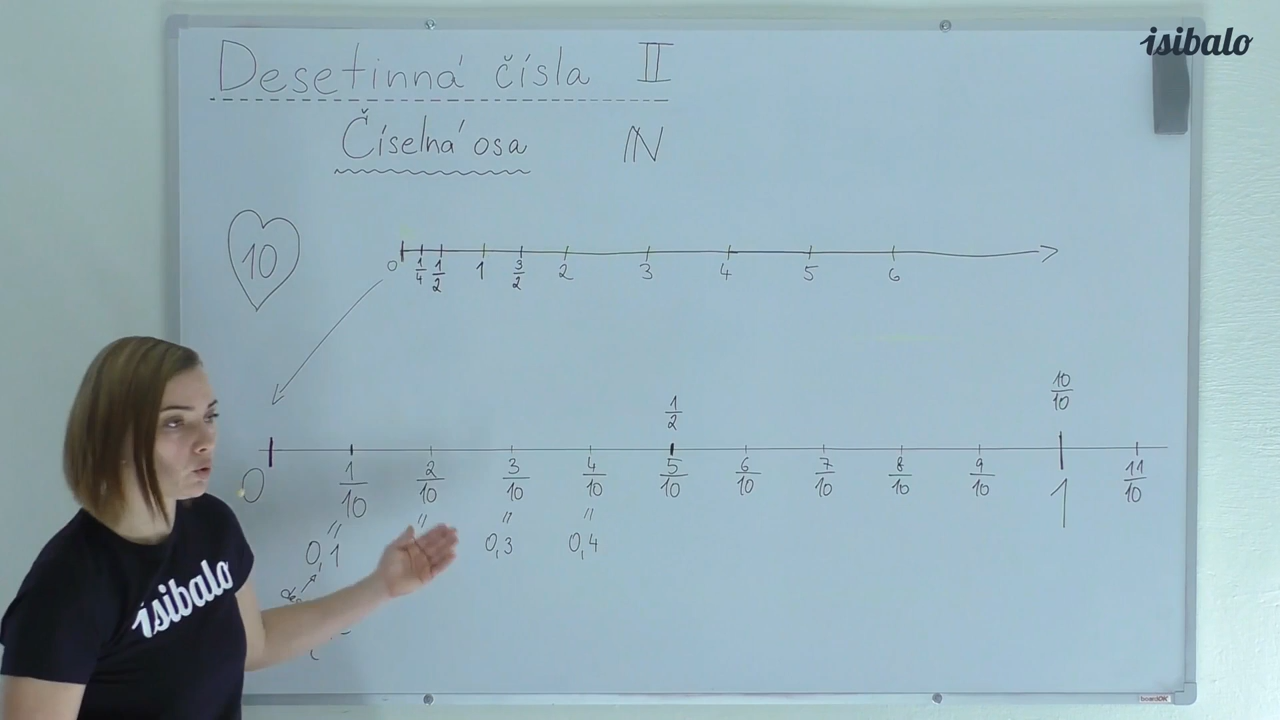 isibalo
Desetinná čísla II
Číselná osa N
10
0 1/4 1/2 1 3/2 2 3 4 5 6
1/2 10/10
0 1/10 2/10 3/10 4/10 5/10 6/10 7/10 8/10 9/10 1 11/10
〃 〃 〃 〃
0,1 0,3 0,4
isibalo
boardOK